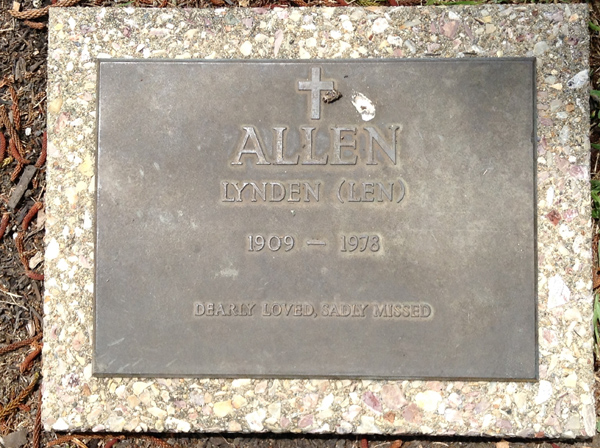 ALLEN
LYNDEN (LEN)
1909 — 1978
DEARLY LOVED, SADLY MISSED